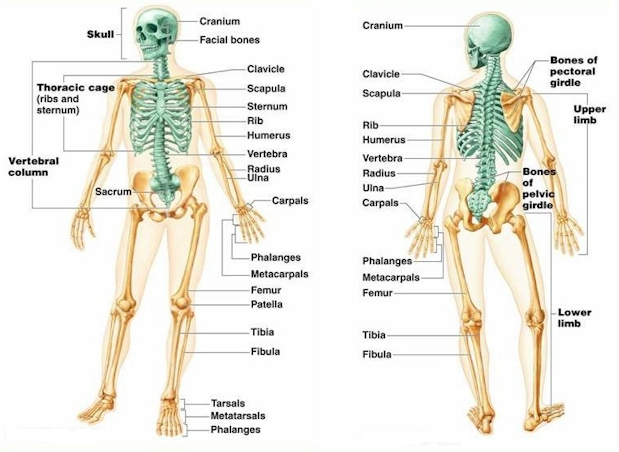 Skull
Cranium
Facial bones
Clavicle
Thoracic cage
(ribs and
sternum)
Scapula
Sternum
Rib
Humerus
Vertebra
Vertebral
column
Radius
Ulna
Sacrum
Carpals
Phalanges
Metacarpals
Femur
Patella
Tibia
Fibula
Tarsals
Metatarsals
Phalanges
Cranium
Bones of
pectoral
girdle
Clavicle
Scapula
Upper
limb
Rib
Humerus
Vertebra
Radius
Ulna
Carpals
Bones
of
pelvic
girdle
Phalanges
Metacarpals
Femur
Lower
limb
Tibia
Fibula